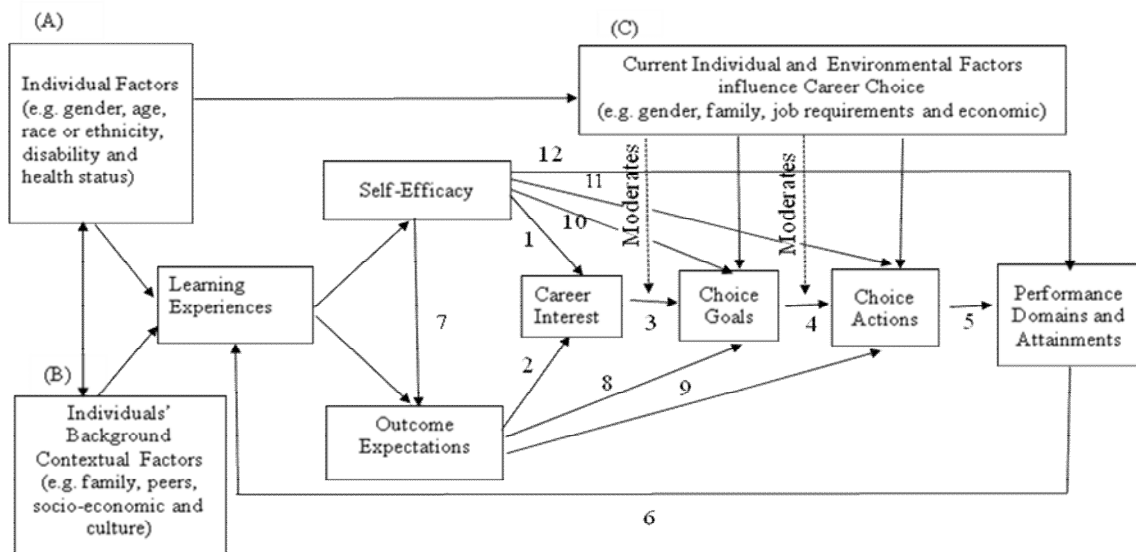 (A)
Individual Factors
(e.g. gender, age,
race or ethnicity,
disability and
health status)
(C)
Current Individual and Environmental Factors
influence Career Choice
(e.g. gender, family, job requirements and economic)
12
11
10
1
Moderates
Moderates
Self-Efficacy
Learning
Experiences
7
Career
Interest
3
Choice
Goals
4
Choice
Actions
5
Performance
Domains and
Attainments
2
8
9
(B)
Individuals'
Background
Contextual Factors
(e.g. family, peers,
socio-economic and
culture)
Outcome
Expectations
6